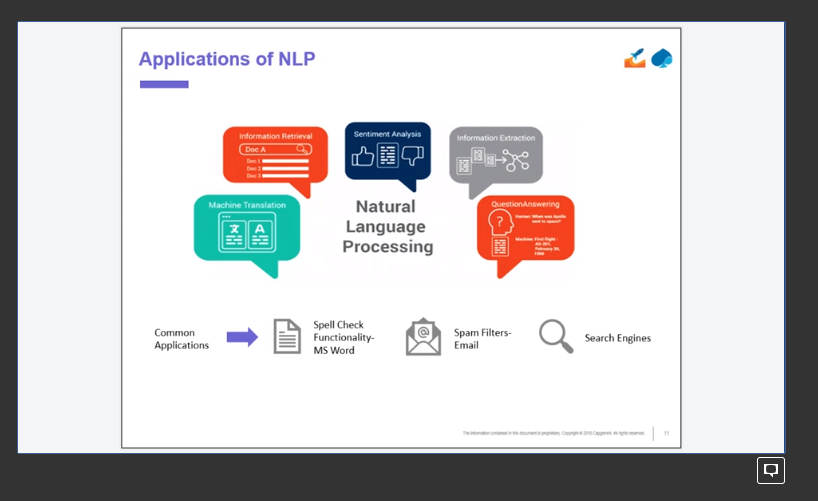 Applications of NLP
Information Retrieval
Doc A
Doc 1
Doc 2
Doc 3
Sentiment Analysis
Information Extraction
Machine Translation
文 A
QuestionAnswering
?
Human: When was Apollo
sent to space?
Machine: First flight -
AS-201,
February 26,
1966
Natural
Language
Processing
Common
Applications
Spell Check
Functionality-
MS Word
@
Spam Filters-
Email
Search Engines
The information contained in this document is proprietary. Copyright © 2018 Capgemini. All rights reserved.
11